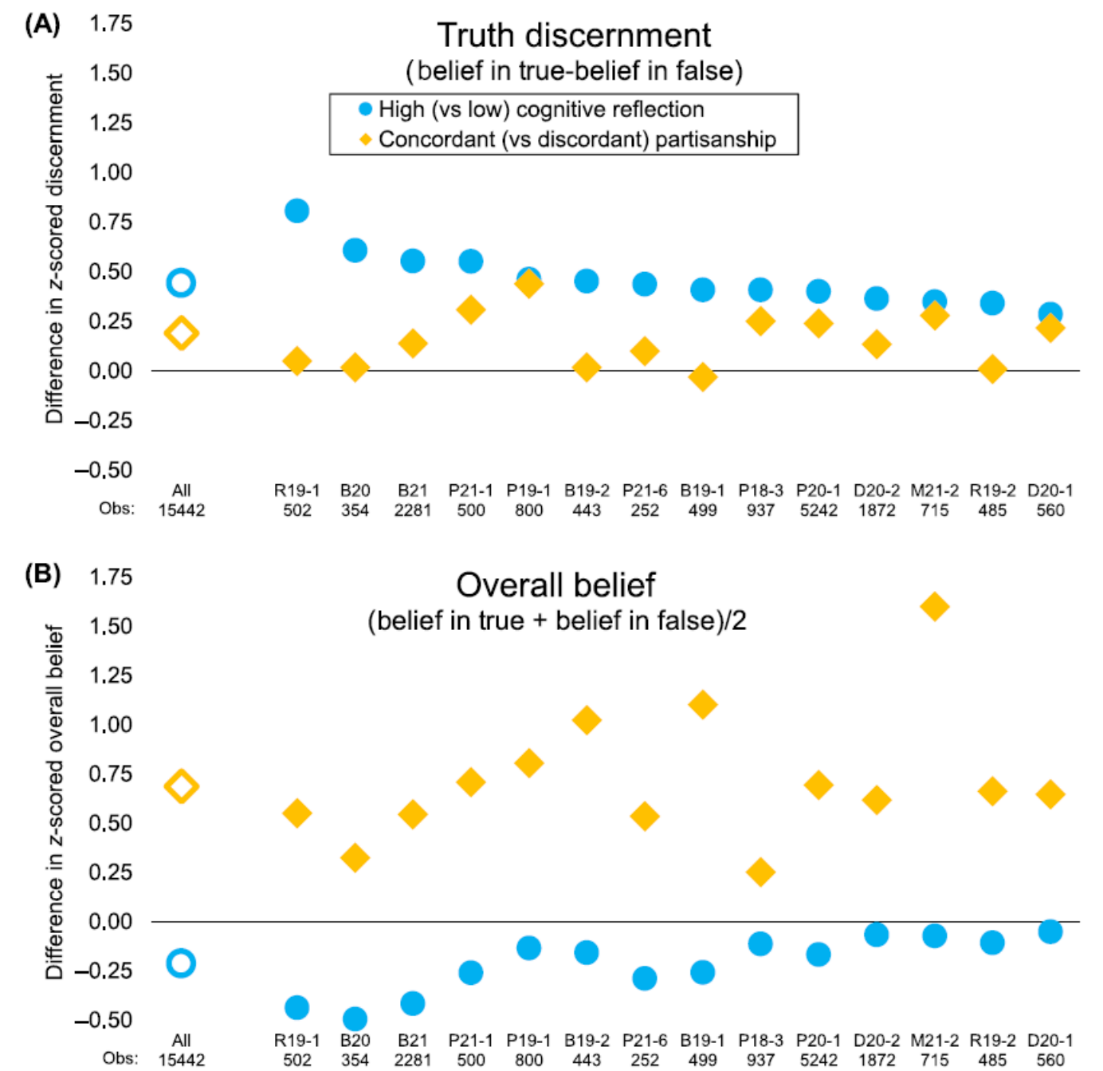 (A)
Truth discernment
(belief in true-belief in false)
High (vs low) cognitive reflection
Concordant (vs discordant) partisanship
Difference in z-scored discernment
1.75
1.50
1.25
1.00
0.75
0.50
0.25
0.00
–0.25
–0.50
All R19-1 B20 B21 P21-1 P19-1 B19-2 P21-6 B19-1 P18-3 P20-1 D20-2 M21-2 R19-2 D20-1
Obs: 15442 502 354 2281 500 800 443 252 499 937 5242 1872 715 485 560
(B)
Overall belief
(belief in true + belief in false)/2
Difference in z-scored overall belief
1.75
1.50
1.25
1.00
0.75
0.50
0.25
0.00
–0.25
–0.50
All R19-1 B20 B21 P21-1 P19-1 B19-2 P21-6 B19-1 P18-3 P20-1 D20-2 M21-2 R19-2 D20-1
Obs: 15442 502 354 2281 500 800 443 252 499 937 5242 1872 715 485 560